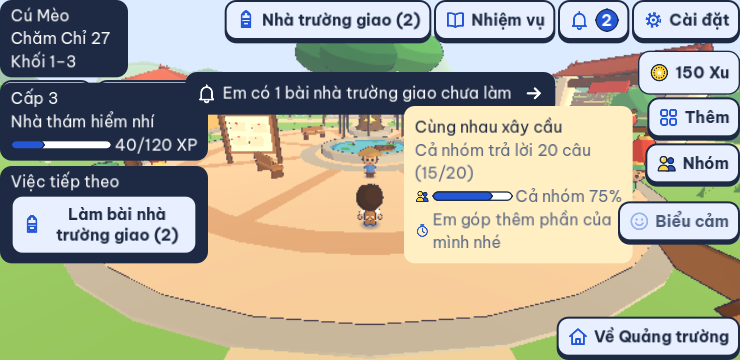 Cú Mèo
Chăm Chỉ 27
Khối 1–3
Nhà trường giao (2)
Nhiệm vụ
2
Cài đặt
150 Xu
Cấp 3
Nhà thám hiểm nhí
40/120 XP
Em có 1 bài nhà trường giao chưa làm
Thêm
Nhóm
Cùng nhau xây cầu
Cả nhóm trả lời 20 câu
(15/20)
Cả nhóm 75%
Em góp thêm phần của
mình nhé
Việc tiếp theo
Làm bài nhà
trường giao (2)
Biểu cảm
Về Quảng trường